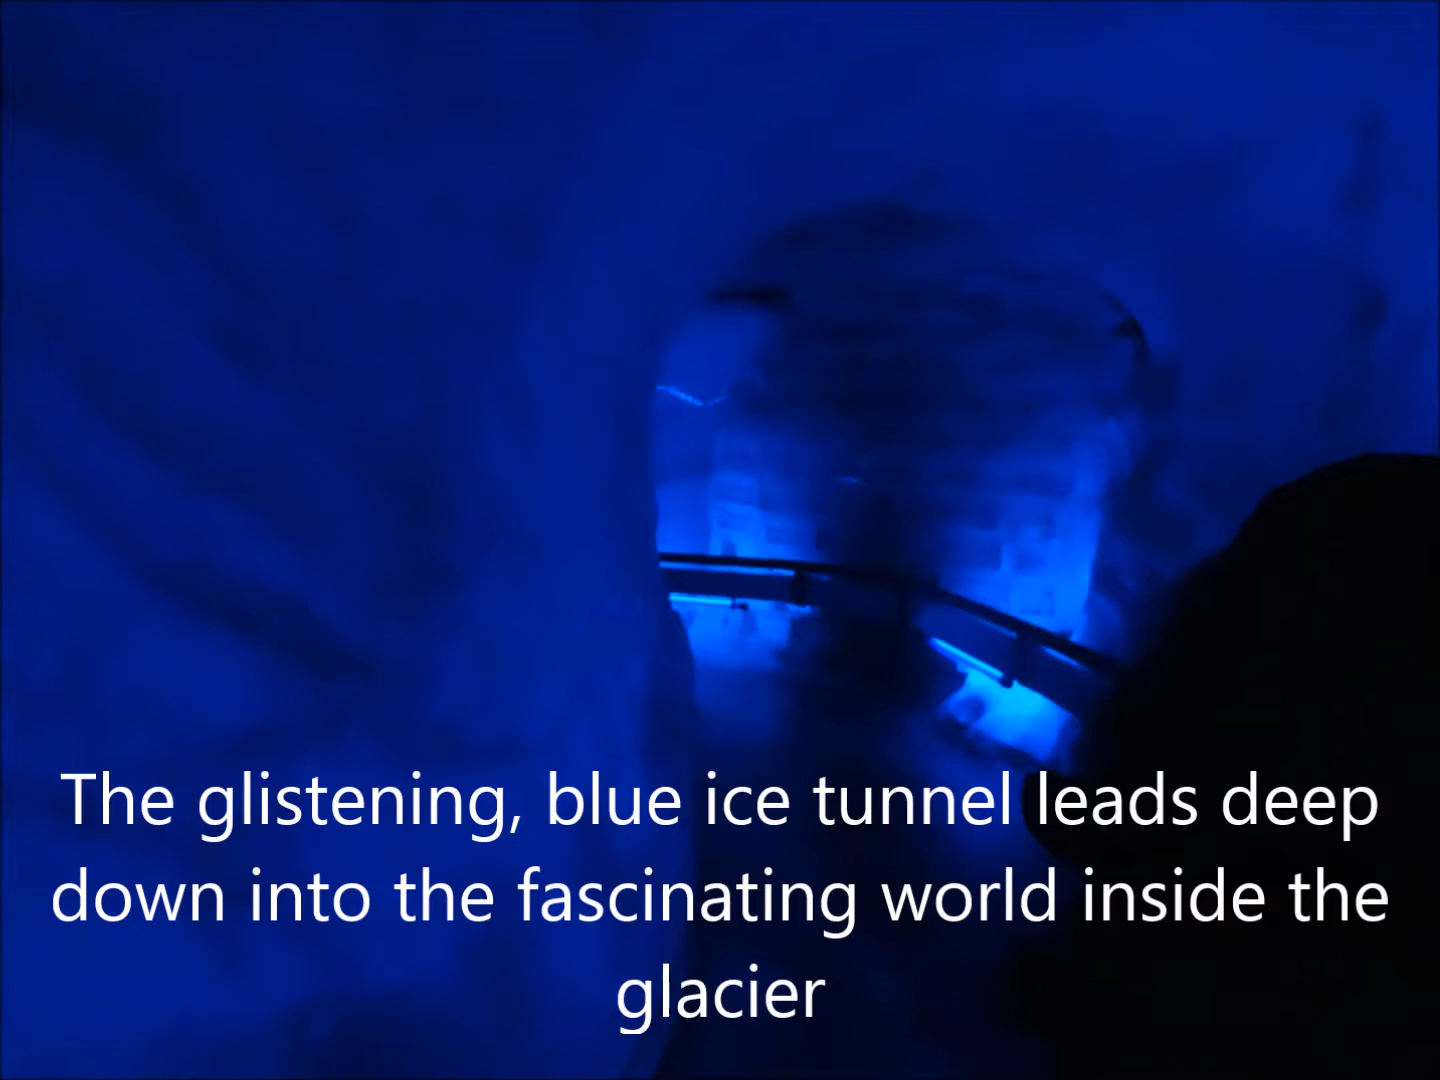 The glistening, blue ice tunnel leads deep
down into the fascinating world inside the
glacier